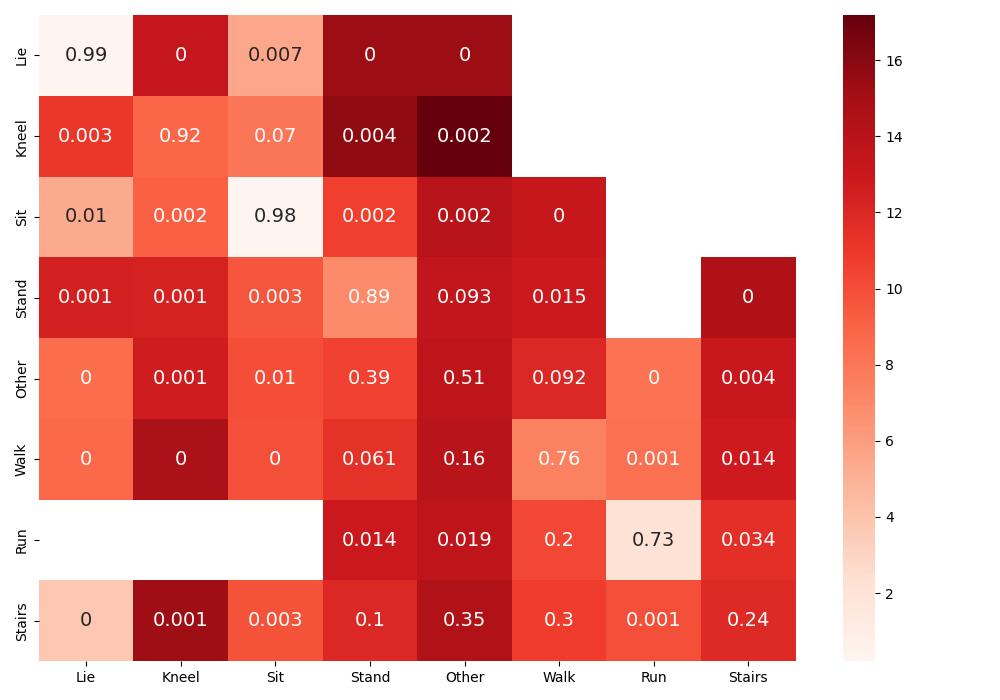 Lie 0.99 0 0.007 0 0
Kneel 0.003 0.92 0.07 0.004 0.002
Sit 0.01 0.002 0.98 0.002 0.002 0
Stand 0.001 0.001 0.003 0.89 0.093 0.015 0
Other 0 0.001 0.01 0.39 0.51 0.092 0 0.004
Walk 0 0 0 0.061 0.16 0.76 0.001 0.014
Run 0.014 0.019 0.2 0.73 0.034
Stairs 0 0.001 0.003 0.1 0.35 0.3 0.001 0.24
Lie Kneel Sit Stand Other Walk Run Stairs
16
14
12
10
8
6
4
2